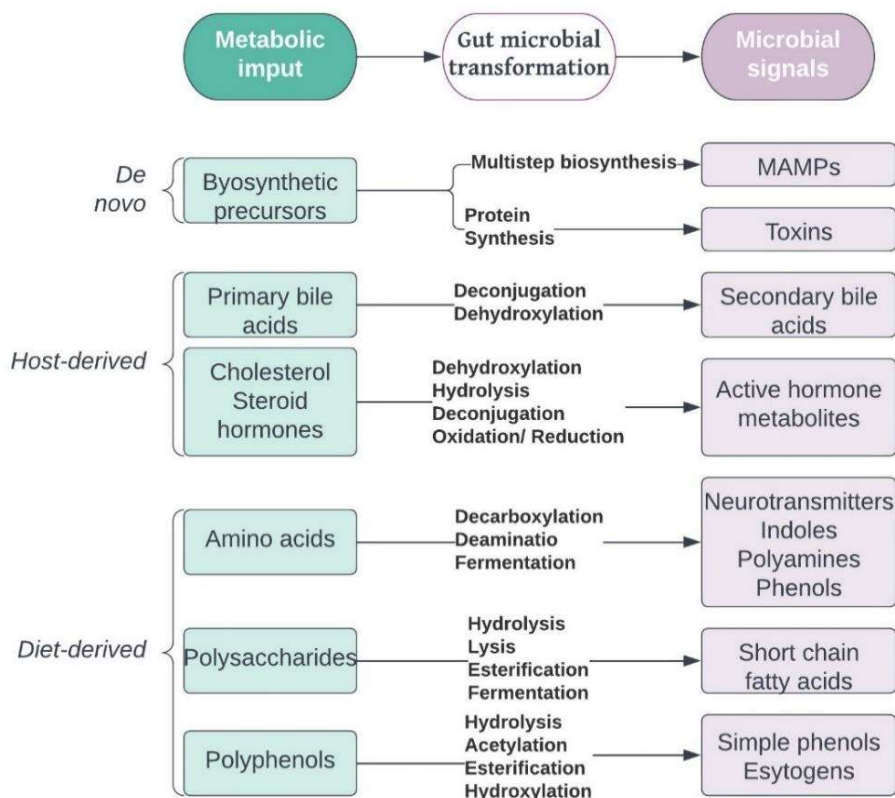 Metabolic
imput
Gut microbial
transformation
Microbial
signals
De
novo
Byosynthetic
precursors
Multistep biosynthesis
MAMPs
Protein
Synthesis
Toxins
Host-derived
Primary bile
acids
Deconjugation
Dehydroxylation
Secondary bile
acids
Cholesterol
Steroid
hormones
Dehydroxylation
Hydrolysis
Deconjugation
Oxidation/ Reduction
Active hormone
metabolites
Diet-derived
Amino acids
Decarboxylation
Deaminatio
Fermentation
Neurotransmitters
Indoles
Polyamines
Phenols
Polysaccharides
Hydrolysis
Lysis
Esterification
Fermentation
Short chain
fatty acids
Polyphenols
Hydrolysis
Acetylation
Esterification
Hydroxylation
Simple phenols
Esytogens